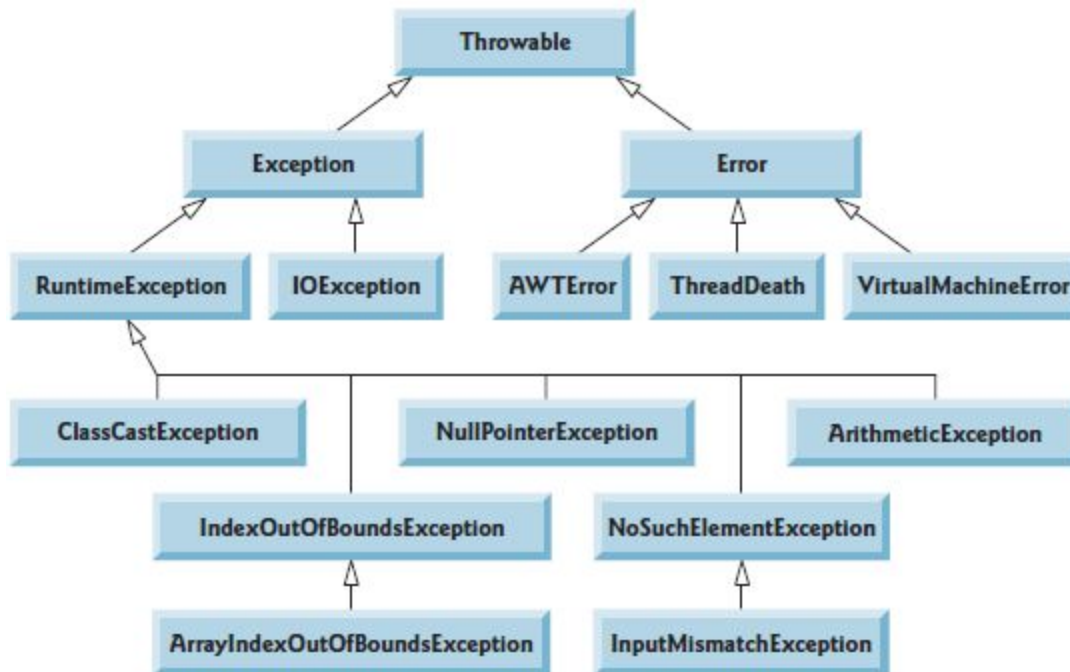 Throwable
Exception
Error
RuntimeException
IOException
AWTError
ThreadDeath
VirtualMachineError
ClassCastException
NullPointerException
ArithmeticException
IndexOutOfBoundsException
NoSuchElementException
ArrayIndexOutOfBoundsException
InputMismatchException